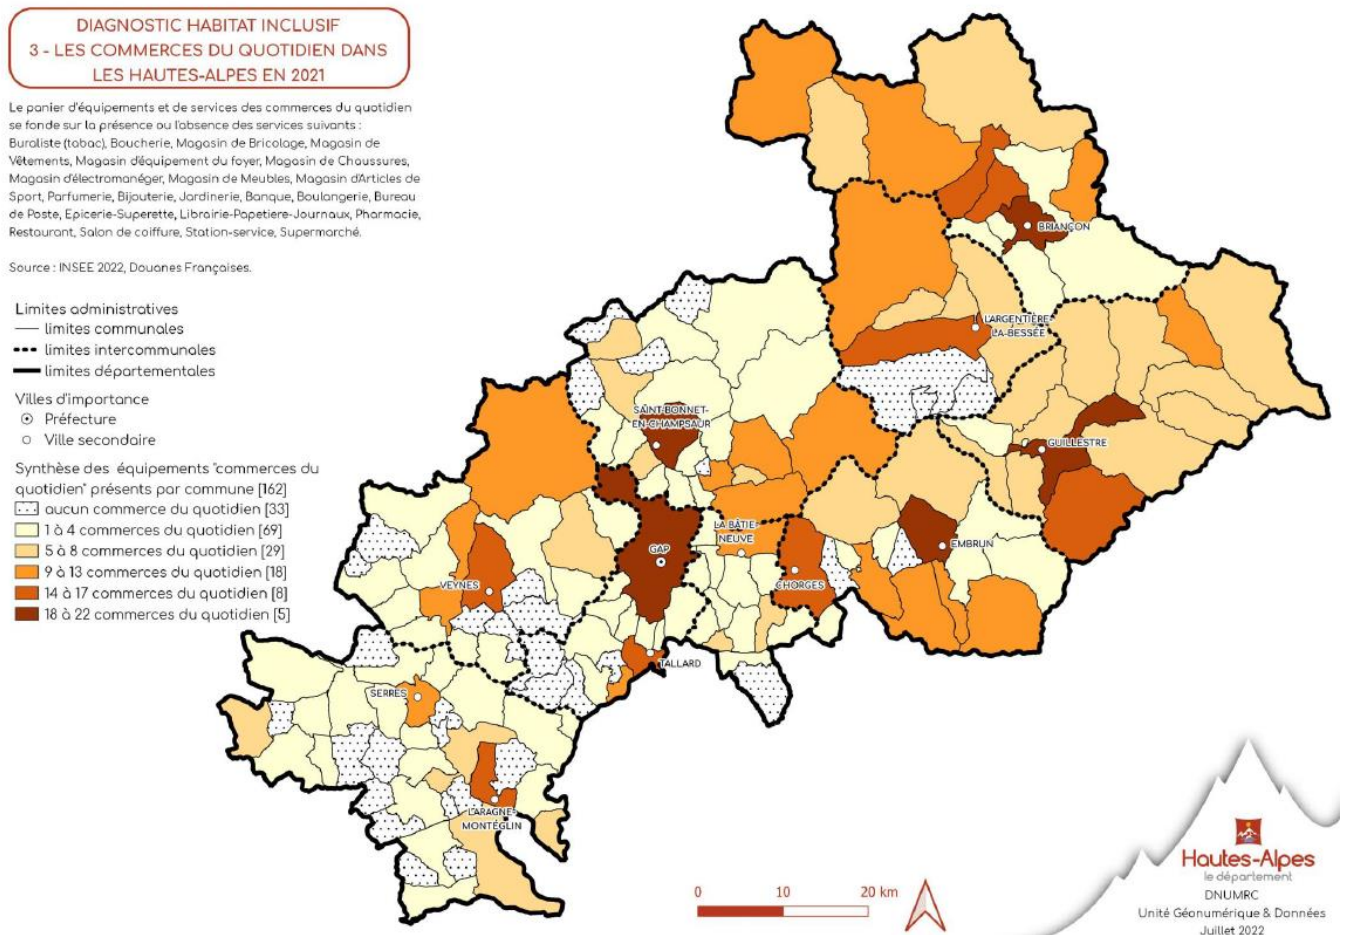 DIAGNOSTIC HABITAT INCLUSIF
3 - LES COMMERCES DU QUOTIDIEN DANS
LES HAUTES-ALPES EN 2021
Le panier d'équipements et de services des commerces du quotidien
se fonde sur la présence ou l'absence des services suivants :
Buraliste (tabac), Boucherie, Magasin de Bricolage, Magasin de
Vêtements, Magasin d'équipement du foyer, Magasin de Chaussures,
Magasin d'électromanéger, Magasin de Meubles, Magasin d'Articles de
Sport, Parfumerie, Bijouterie, Jardinerie, Banque, Boulangerie, Bureau
de Poste, Epicerie-Superette, Librairie-Papetiere-Journaux, Pharmacie,
Restaurant, Salon de coiffure, Station-service, Supermarché.
Source : INSEE 2022, Douanes Françaises.
Limites administratives
limites communales
limites intercommunales
limites départementales
Villes d'importance
Préfecture
Ville secondaire
Synthèse des équipements "commerces du
quotidien" présents par commune [162]
aucun commerce du quotidien [33]
1 à 4 commerces du quotidien [69]
5 à 8 commerces du quotidien [29]
9 à 13 commerces du quotidien [18]
14 à 17 commerces du quotidien [8]
18 à 22 commerces du quotidien [5]
BRIANÇON
L'ARGENTIÈRE-
LA-BESSÉE
SAINT-BONNET-
EN-CHAMPSAUR
GUILLESTRE
LA BÂTIE-
NEUVE
GAP
EMBRUN
VEYNES
CHORGES
TALLARD
SERRES
LARAGNE-
MONTÉGLIN
0 10 20 km
Hautes-Alpes
le département
DNUMRC
Unité Géonumérique & Données
Juillet 2022